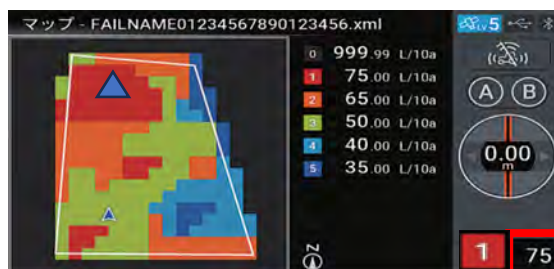 マップ - FAILNAME01234567890123456.xml
LV 5
0 999.99 L/10a
1 75.00 L/10a
2 65.00 L/10a
3 50.00 L/10a
4 40.00 L/10a
5 35.00 L/10a
A B
0.00
m
N
1 75